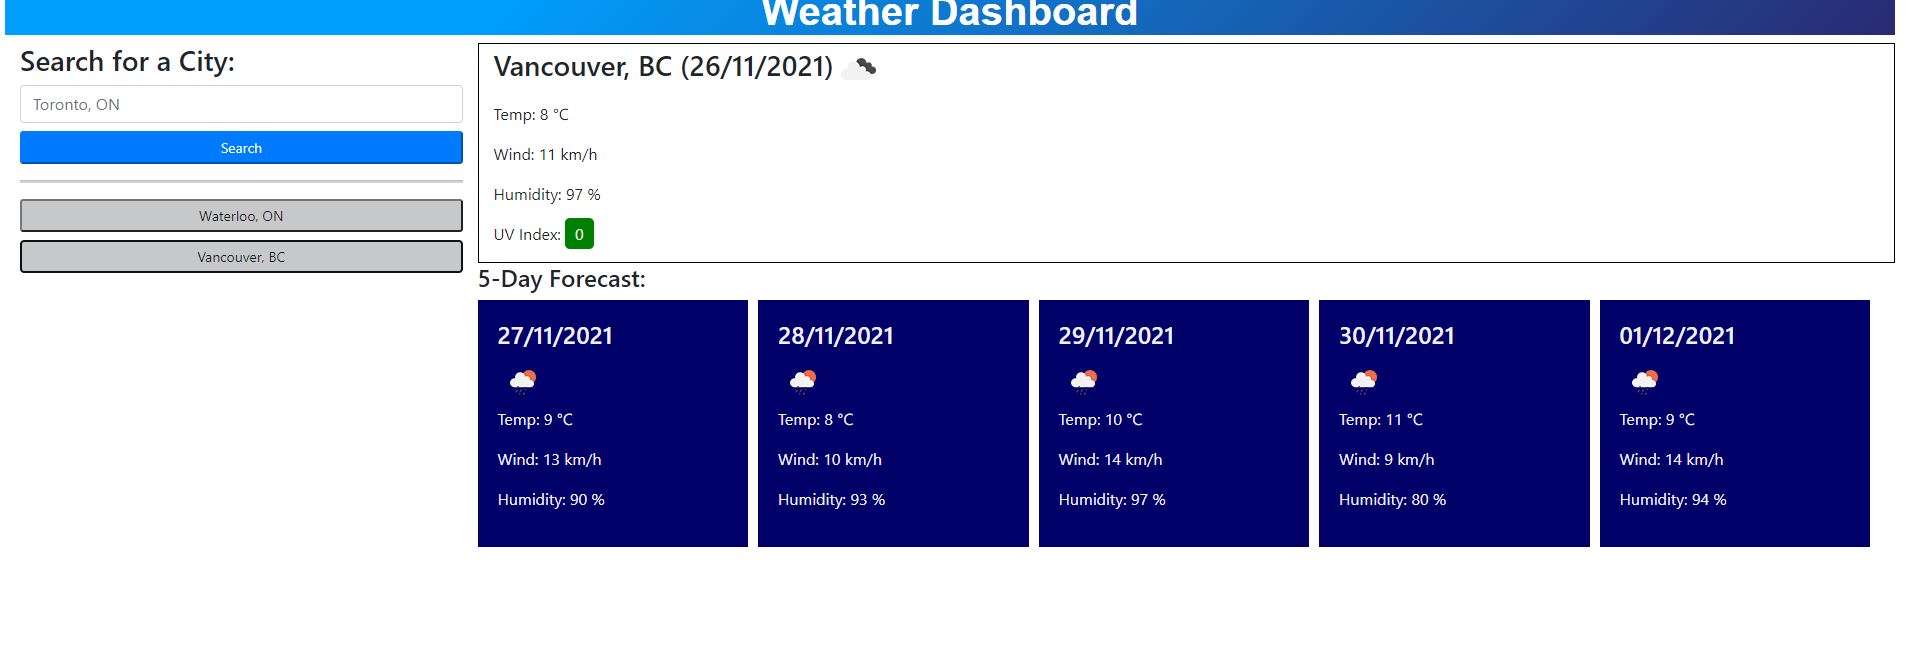 Weather Dashboard
Search for a City:
Toronto, ON
Search
Waterloo, ON
Vancouver, BC
Vancouver, BC (26/11/2021)
Temp: 8 °C
Wind: 11 km/h
Humidity: 97 %
UV Index: 0
5-Day Forecast:
27/11/2021
Temp: 9 °C
Wind: 13 km/h
Humidity: 90 %
28/11/2021
Temp: 8 °C
Wind: 10 km/h
Humidity: 93 %
29/11/2021
Temp: 10 °C
Wind: 14 km/h
Humidity: 97 %
30/11/2021
Temp: 11 °C
Wind: 9 km/h
Humidity: 80 %
01/12/2021
Temp: 9 °C
Wind: 14 km/h
Humidity: 94 %